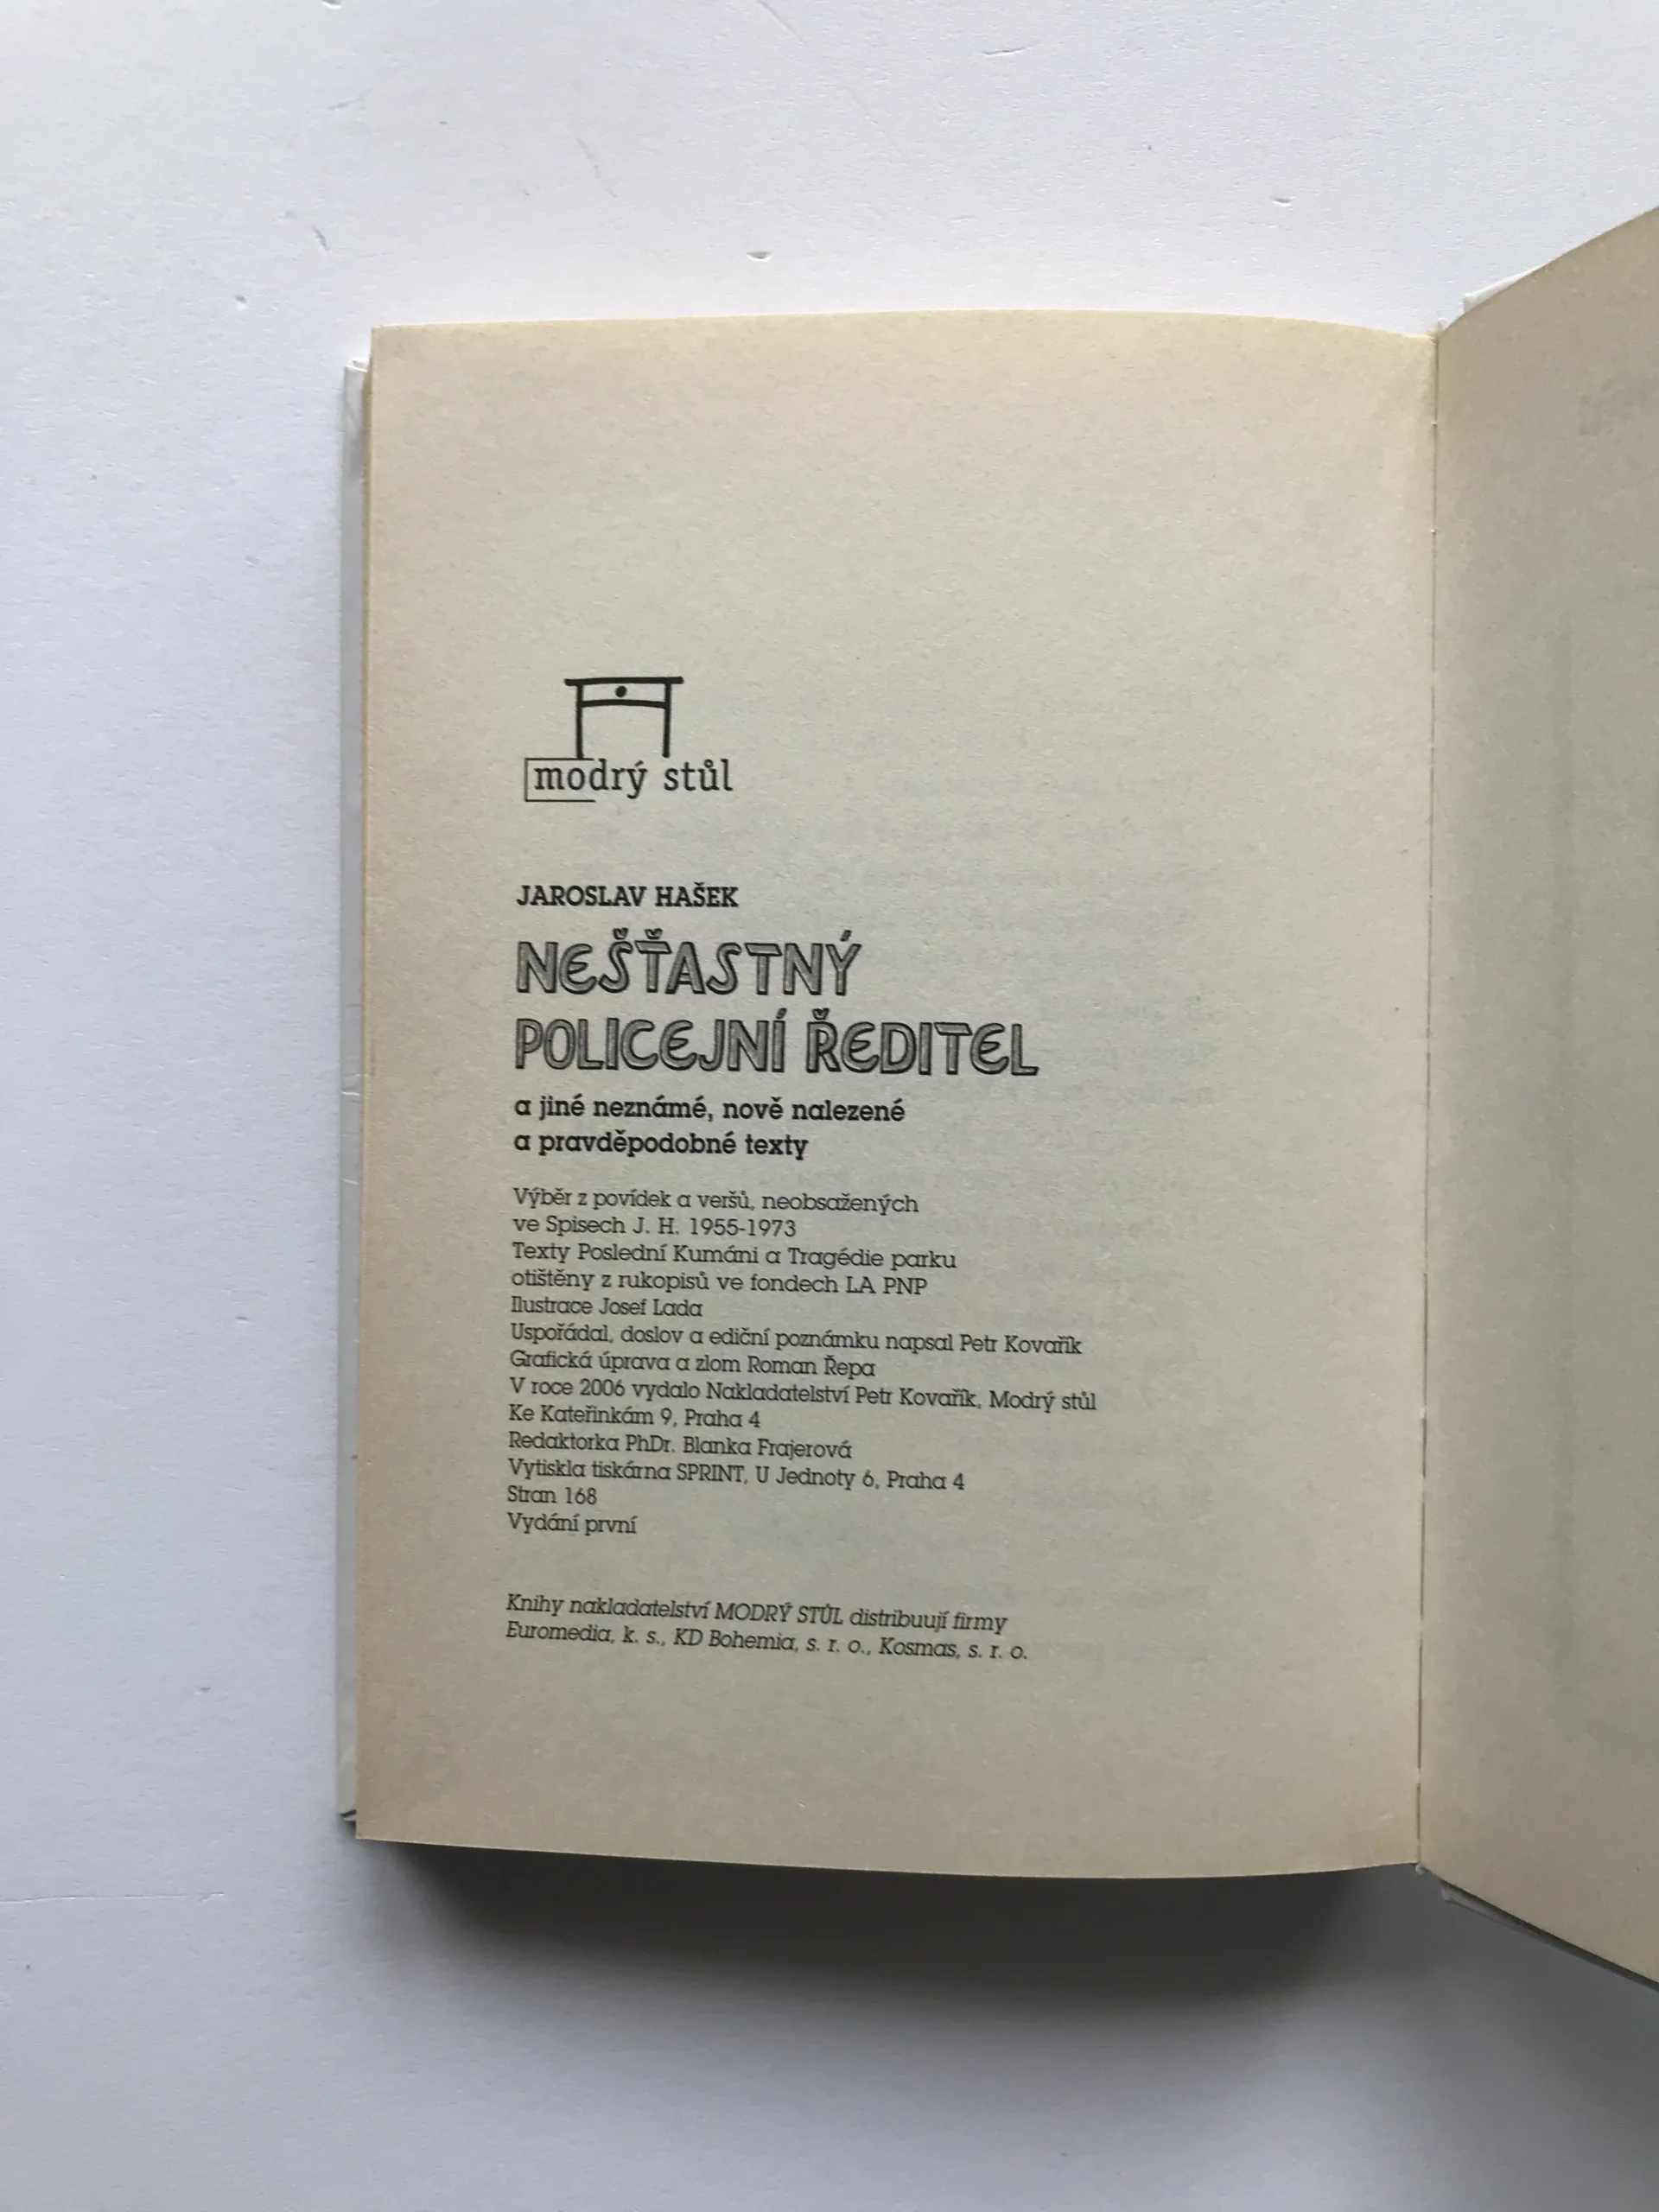 modrý stůl
JAROSLAV HAŠEK
NEŠŤASTNÝ
POLICEJNÍ ŘEDITEL
a jiné neznámé, nově nalezené
a pravděpodobné texty
Výběr z povídek a veršů, neobsažených
ve Spisech J. H. 1955-1973
Texty Poslední Kumáni a Tragédie parku
otištěny z rukopisů ve fondech LA PNP
Ilustrace Josef Lada
Uspořádal, doslov a ediční poznámku napsal Petr Kovařík
Grafická úprava a zlom Roman Řepa
V roce 2006 vydalo Nakladatelství Petr Kovařík, Modrý stůl
Ke Kateřinkám 9, Praha 4
Redaktorka PhDr. Blanka Frajerová
Vytiskla tiskárna SPRINT, U Jednoty 6, Praha 4
Stran 168
Vydání první
Knihy nakladatelství MODRÝ STŮL distribuují firmy
Euromedia, k. s., KD Bohemia, s. r. o., Kosmas, s. r. o.